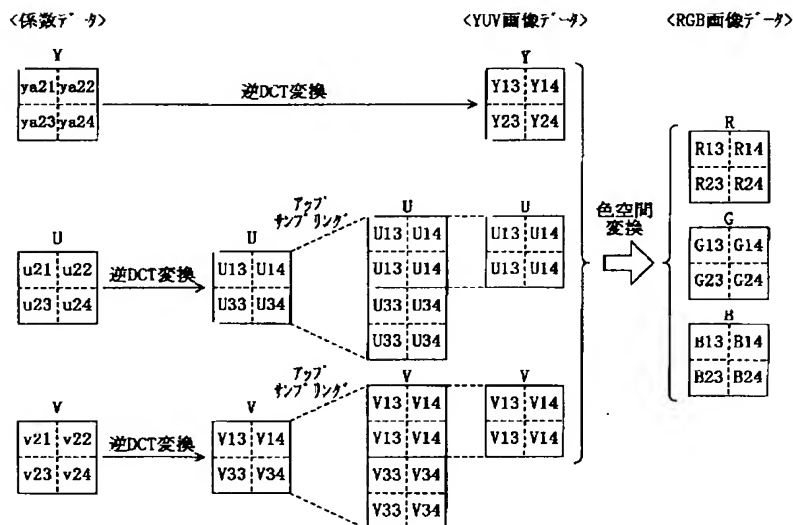 <係数ﾃﾞｰﾀ>
<YUV画像ﾃﾞｰﾀ>
<RGB画像ﾃﾞｰﾀ>
Y
ya21 ya22
ya23 ya24
逆DCT変換
Y
Y13 Y14
Y23 Y24
R
R13 R14
R23 R24
G
G13 G14
G23 G24
B
B13 B14
B23 B24
色空間
変換
U
u21 u22
u23 u24
逆DCT変換
U
U13 U14
U33 U34
ｱｯﾌﾟ
ｻﾝﾌﾟﾘﾝｸﾞ
U
U13 U14
U13 U14
U33 U34
U33 U34
U
U13 U14
U13 U14
V
v21 v22
v23 v24
逆DCT変換
V
V13 V14
V33 V34
ｱｯﾌﾟ
ｻﾝﾌﾟﾘﾝｸﾞ
V
V13 V14
V13 V14
V33 V34
V33 V34
V
V13 V14
V13 V14